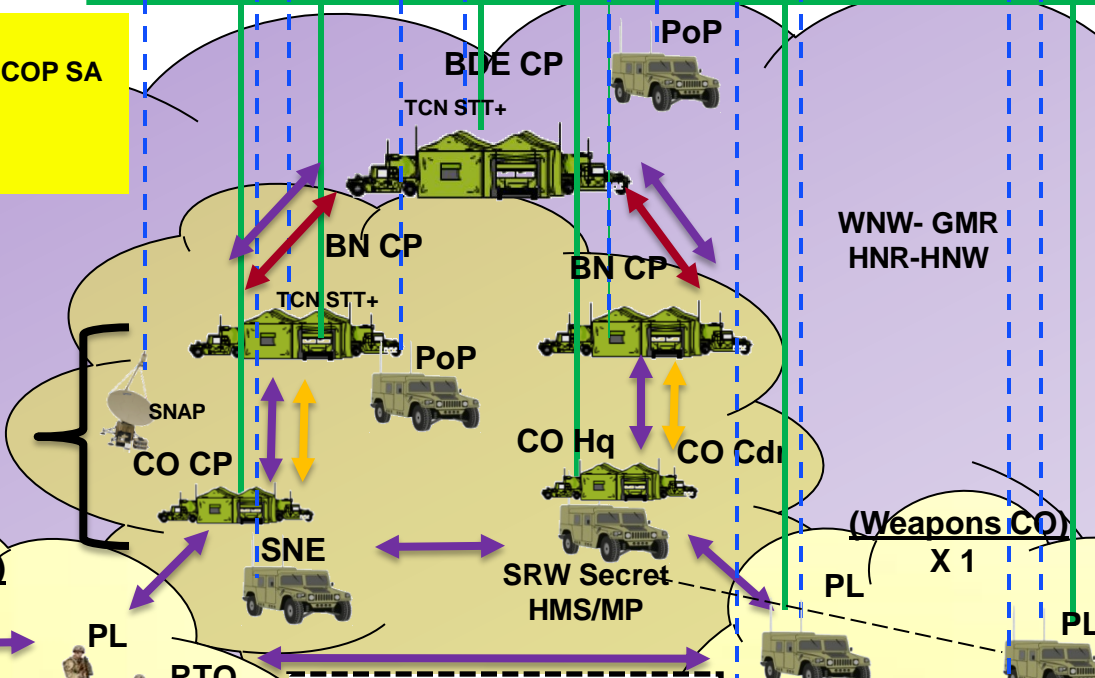 PoP
COP SA
BDE CP
TCN STT+
WNW- GMR
HNR-HNW
BN CP
BN CP
TCN STT+
PoP
SNAP
CO Hq
CO Cdr
CO CP
(Weapons CO)
X 1
SNE
)
SRW Secret
HMS/MP
PL
PL
PL
RTO